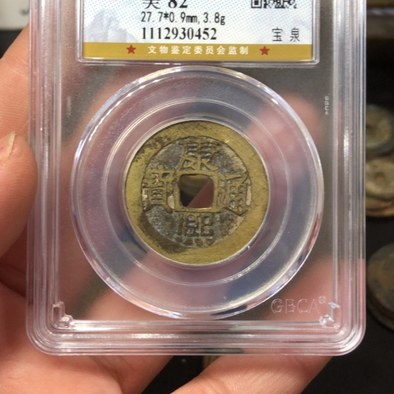 美 82
27.7*0.9mm,3.8g
1112930452
宝 泉
★ 文物鉴定委员会监制 ★
康熙通寶
GBCA